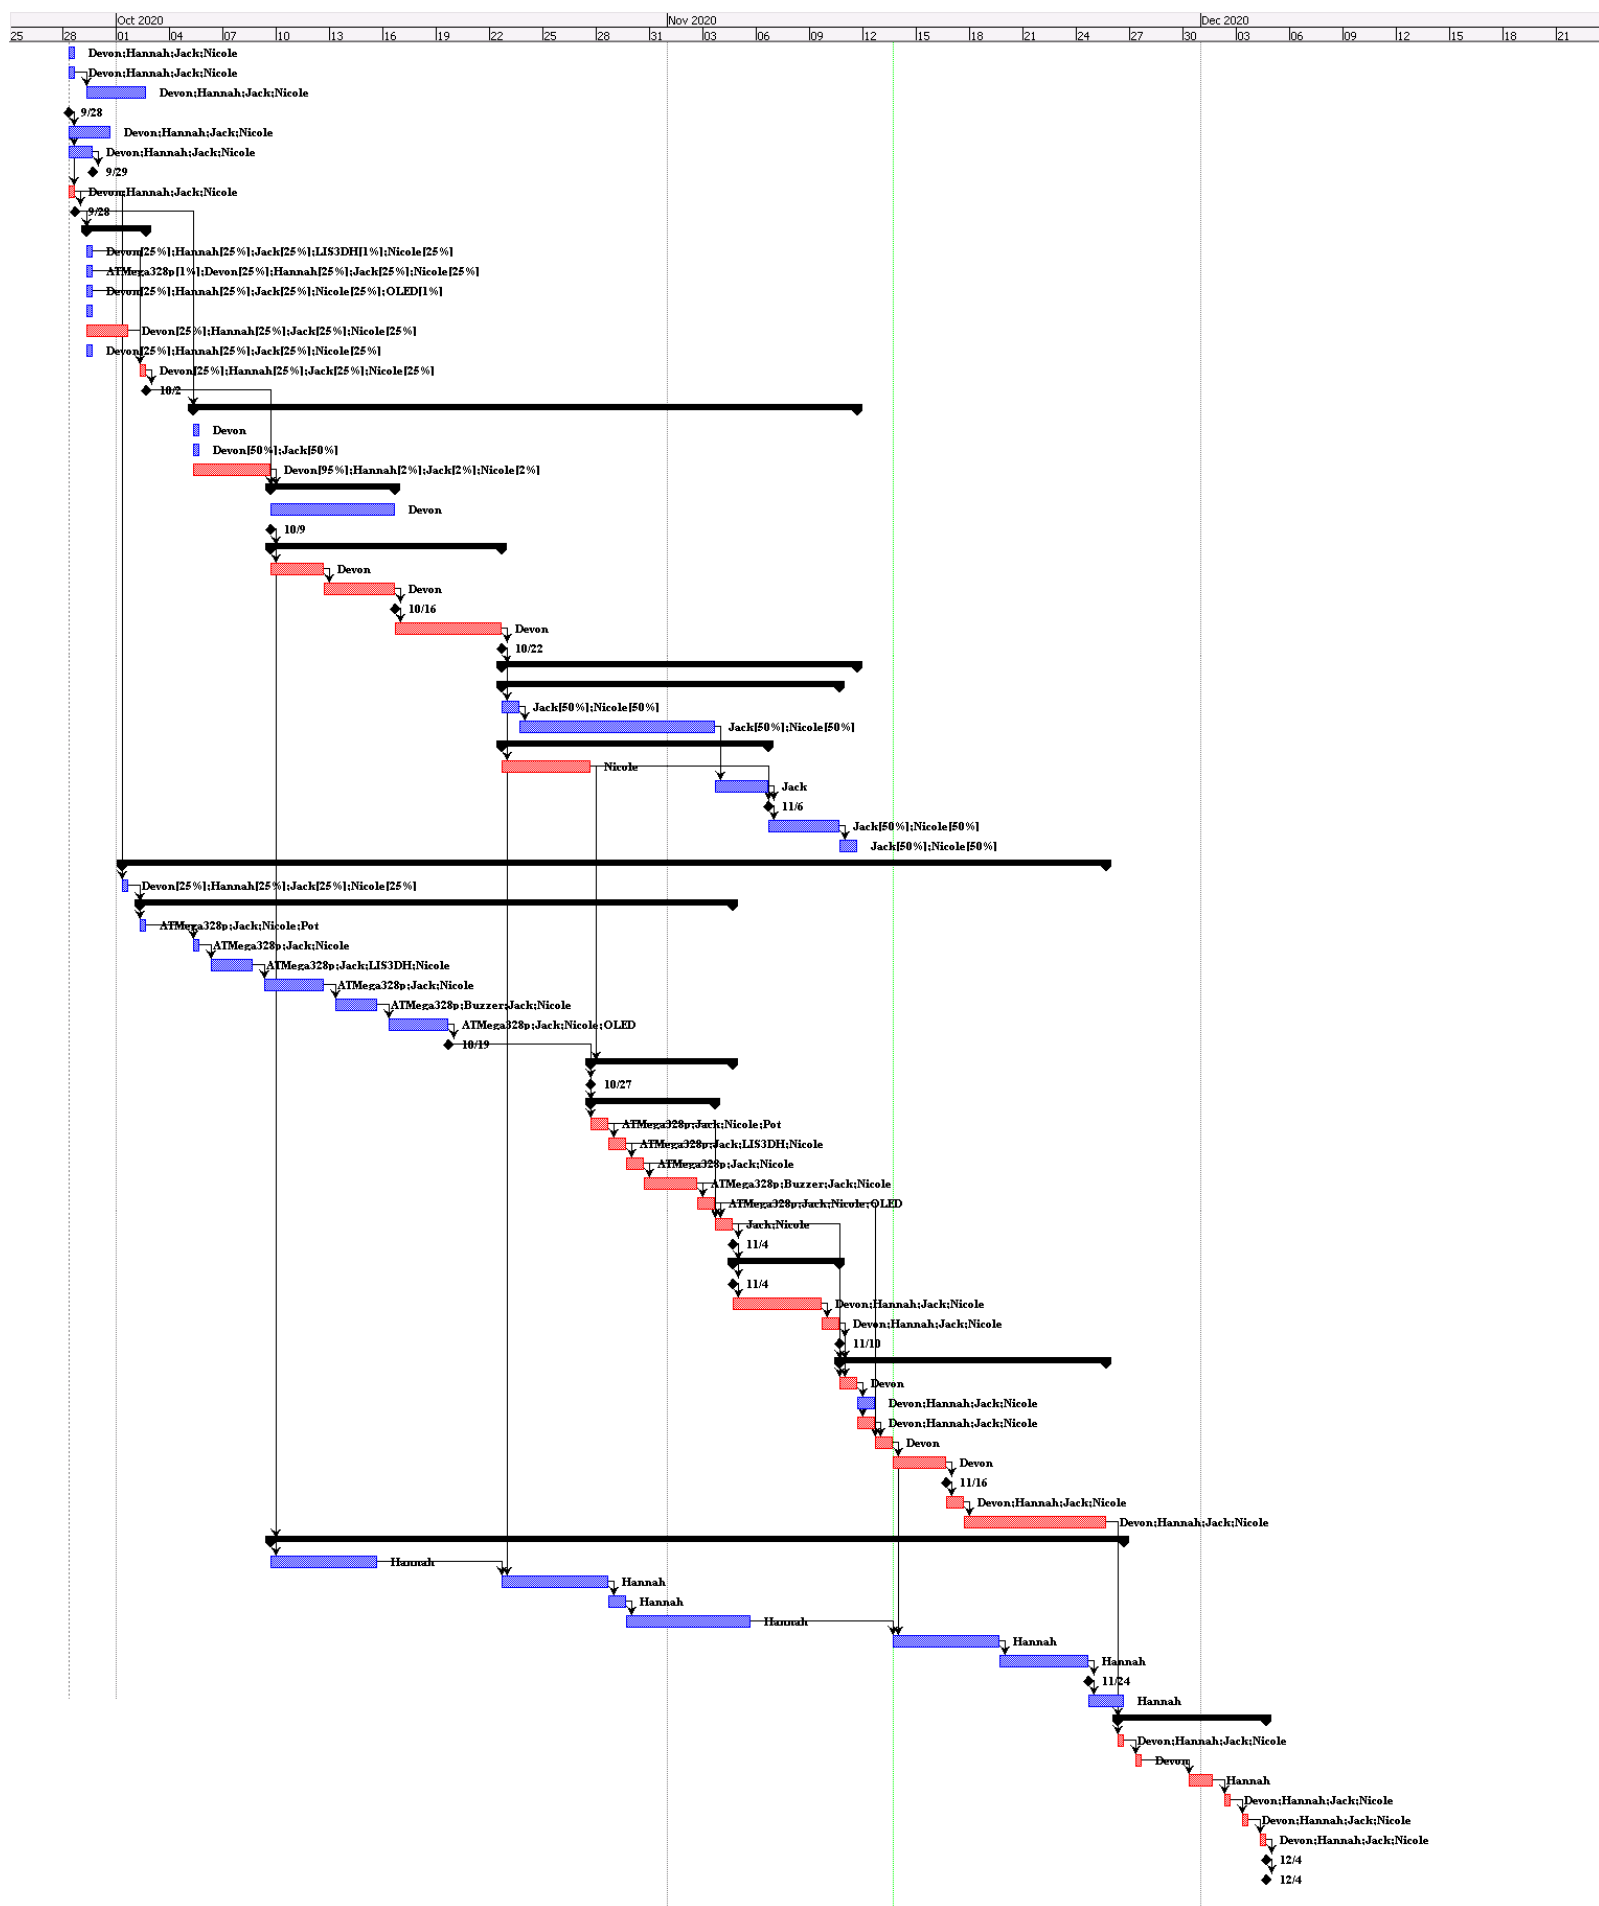 Oct 2020 Nov 2020 Dec 2020
25 28 01 04 07 10 13 16 19 22 25 28 31 03 06 09 12 15 18 21 24 27 30 03 06 09 12 15 18 21
Devon;Hannah;Jack;Nicole
Devon;Hannah;Jack;Nicole
Devon;Hannah;Jack;Nicole
9/28
Devon;Hannah;Jack;Nicole
Devon;Hannah;Jack;Nicole
9/29
Devon;Hannah;Jack;Nicole
9/28
Devon[25%];Hannah[25%];Jack[25%];LIS3DH[1%];Nicole[25%]
ATMega328p[1%];Devon[25%];Hannah[25%];Jack[25%];Nicole[25%]
Devon[25%];Hannah[25%];Jack[25%];Nicole[25%];OLED[1%]
Devon[25%];Hannah[25%];Jack[25%];Nicole[25%]
Devon[25%];Hannah[25%];Jack[25%];Nicole[25%]
Devon[25%];Hannah[25%];Jack[25%];Nicole[25%]
10/2
Devon
Devon[50%];Jack[50%]
Devon[95%];Hannah[2%];Jack[2%];Nicole[2%]
Devon
10/9
Devon
Devon
10/16
Devon
10/22
Jack[50%];Nicole[50%]
Jack[50%];Nicole[50%]
Nicole
Jack
11/6
Jack[50%];Nicole[50%]
Jack[50%];Nicole[50%]
Devon[25%];Hannah[25%];Jack[25%];Nicole[25%]
ATMega328p;Jack;Nicole;Pot
ATMega328p;Jack;Nicole
ATMega328p;Jack;LIS3DH;Nicole
ATMega328p;Jack;Nicole
ATMega328p;Buzzer;Jack;Nicole
ATMega328p;Jack;Nicole;OLED
10/19
10/27
ATMega328p;Jack;Nicole;Pot
ATMega328p;Jack;LIS3DH;Nicole
ATMega328p;Jack;Nicole
ATMega328p;Buzzer;Jack;Nicole
ATMega328p;Jack;Nicole;OLED
Jack;Nicole
11/4
11/4
Devon;Hannah;Jack;Nicole
Devon;Hannah;Jack;Nicole
11/10
Devon
Devon;Hannah;Jack;Nicole
Devon;Hannah;Jack;Nicole
Devon
Devon
11/16
Devon;Hannah;Jack;Nicole
Devon;Hannah;Jack;Nicole
Hannah
Hannah
Hannah
Hannah
Hannah
Hannah
11/24
Hannah
Devon;Hannah;Jack;Nicole
Devon
Hannah
Devon;Hannah;Jack;Nicole
Devon;Hannah;Jack;Nicole
Devon;Hannah;Jack;Nicole
12/4
12/4